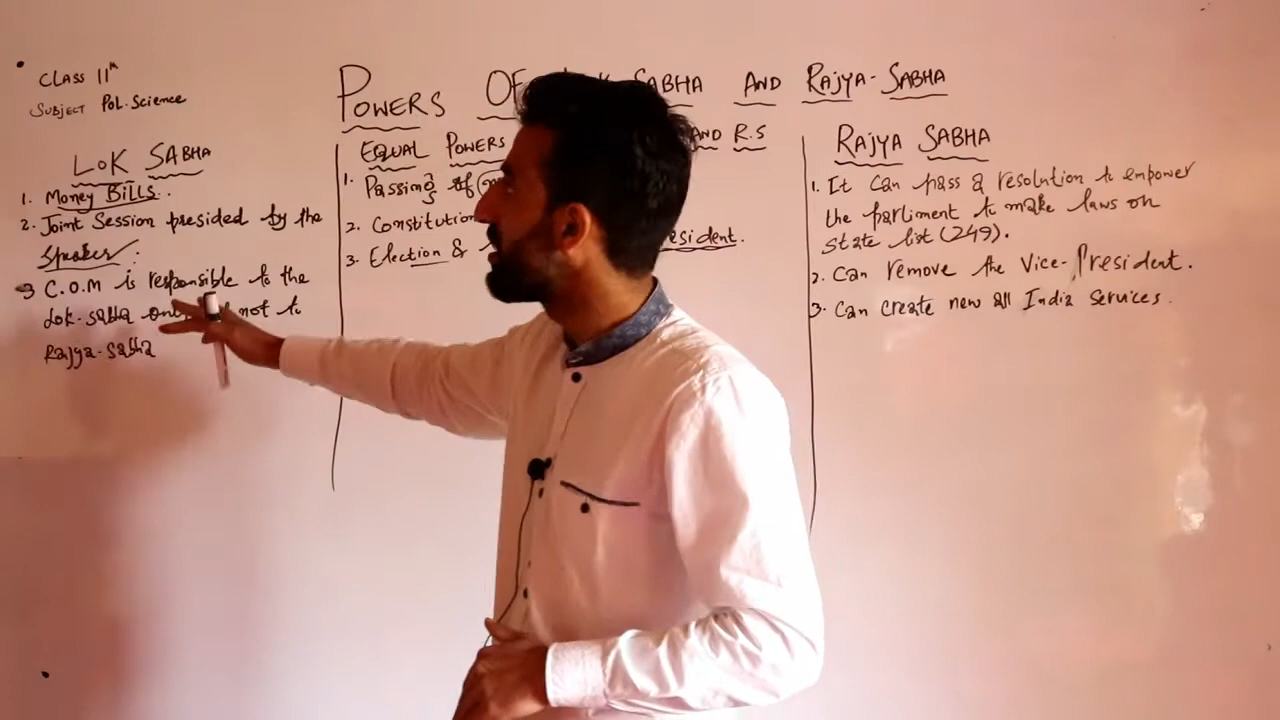 CLASS 11th
SUBJECT POL. Science
POWERS OF SABHA AND RAJYA-SABHA
LOK SABHA
1. Money BILLS..
2. Joint Session presided by the
Speaker.
3 C.O.M is responsible to the
Lok-sabha not to
Rajya-Sabha
EQUAL POWERS AND R.S
1. Passing of
2. Constitution
3. Election & esident.
RAJYA SABHA
1. It can pass a resolution to empower
the parliment to make laws on
state list (249).
2. Can remove the Vice-President.
3. Can create new all India Services.